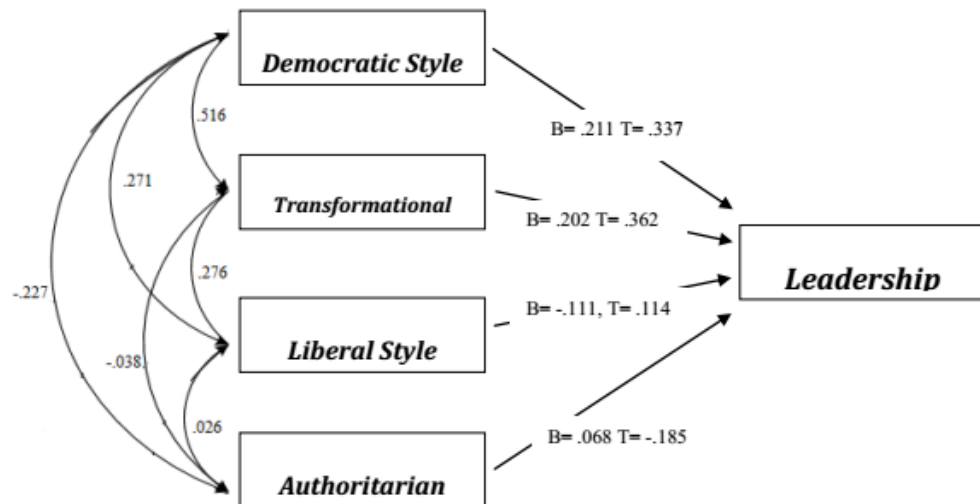 Democratic Style
.516
B= .211 T= .337
.271
Transformational
B= .202 T= .362
.276
Leadership
-.227
B= -.111, T= .114
Liberal Style
-.038
.026
B= .068 T= -.185
Authoritarian